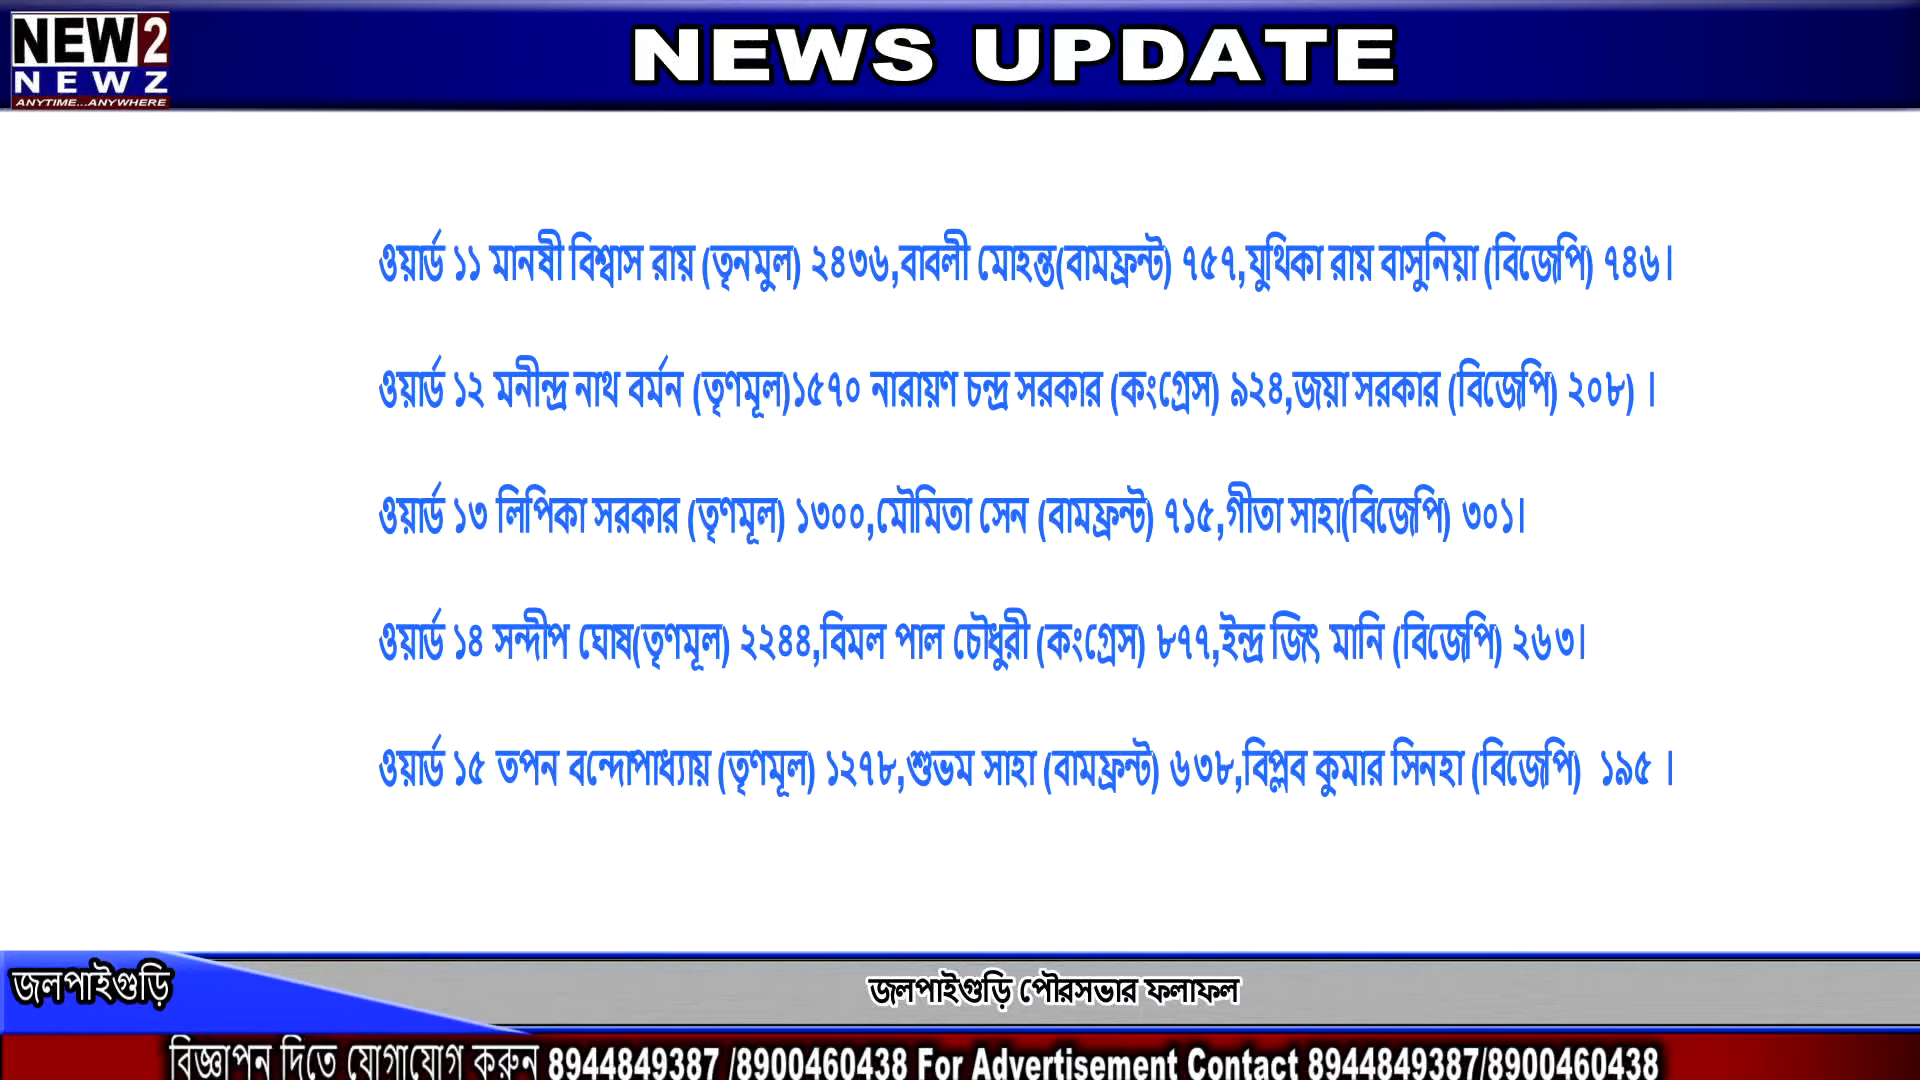 NEW2
NEWZ
ANYTIME...ANYWHERE
NEWS UPDATE
ওয়ার্ড ১১ মানষী বিশ্বাস রায় (তৃনমুল) ২৪৩৬,বাবলী মোহন্ত(বামফ্রন্ট) ৭৫৭,যুথিকা রায় বাসুনিয়া (বিজেপি) ৭৪৬।
ওয়ার্ড ১২ মনীন্দ্র নাথ বর্মন (তৃণমূল)১৫৭০ নারায়ণ চন্দ্র সরকার (কংগ্রেস) ৯২৪,জয়া সরকার (বিজেপি) ২০৮) ।
ওয়ার্ড ১৩ লিপিকা সরকার (তৃণমূল) ১৩০০,মৌমিতা সেন (বামফ্রন্ট) ৭১৫,গীতা সাহা(বিজেপি) ৩০১।
ওয়ার্ড ১৪ সন্দীপ ঘোষ(তৃণমূল) ২২৪৪,বিমল পাল চৌধুরী (কংগ্রেস) ৮৭৭,ইন্দ্র জিৎ মানি (বিজেপি) ২৬৩।
ওয়ার্ড ১৫ তপন বন্দোপাধ্যায় (তৃণমূল) ১২৭৮,শুভম সাহা (বামফ্রন্ট) ৬৩৮,বিপ্লব কুমার সিনহা (বিজেপি) ১৯৫ ।
জলপাইগুড়ি
জলপাইগুড়ি পৌরসভার ফলাফল
বিজ্ঞাপন দিতে যোগাযোগ করুন 8944849387 /8900460438 For Advertisement Contact 8944849387/8900460438